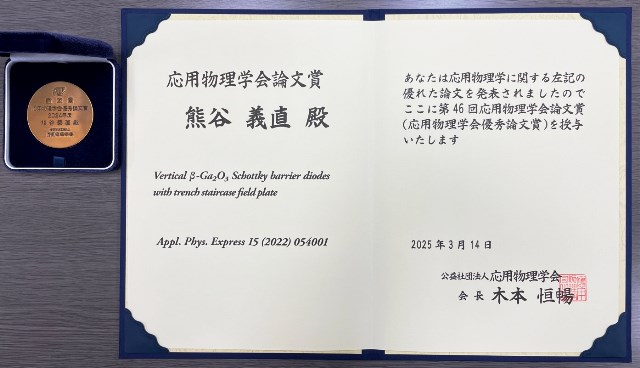 応用物理学会論文賞
熊谷 義直 殿
Vertical β-Ga2O3 Schottky barrier diodes
with trench staircase field plate
Appl. Phys. Express 15 (2022) 054001
あなたは応用物理学に関する左記の
優れた論文を発表されましたので
ここに第46回応用物理学会論文賞
(応用物理学会優秀論文賞)を授与
いたします
2025年3月14日
公益社団法人応用物理学会
会長 木本 恒暢